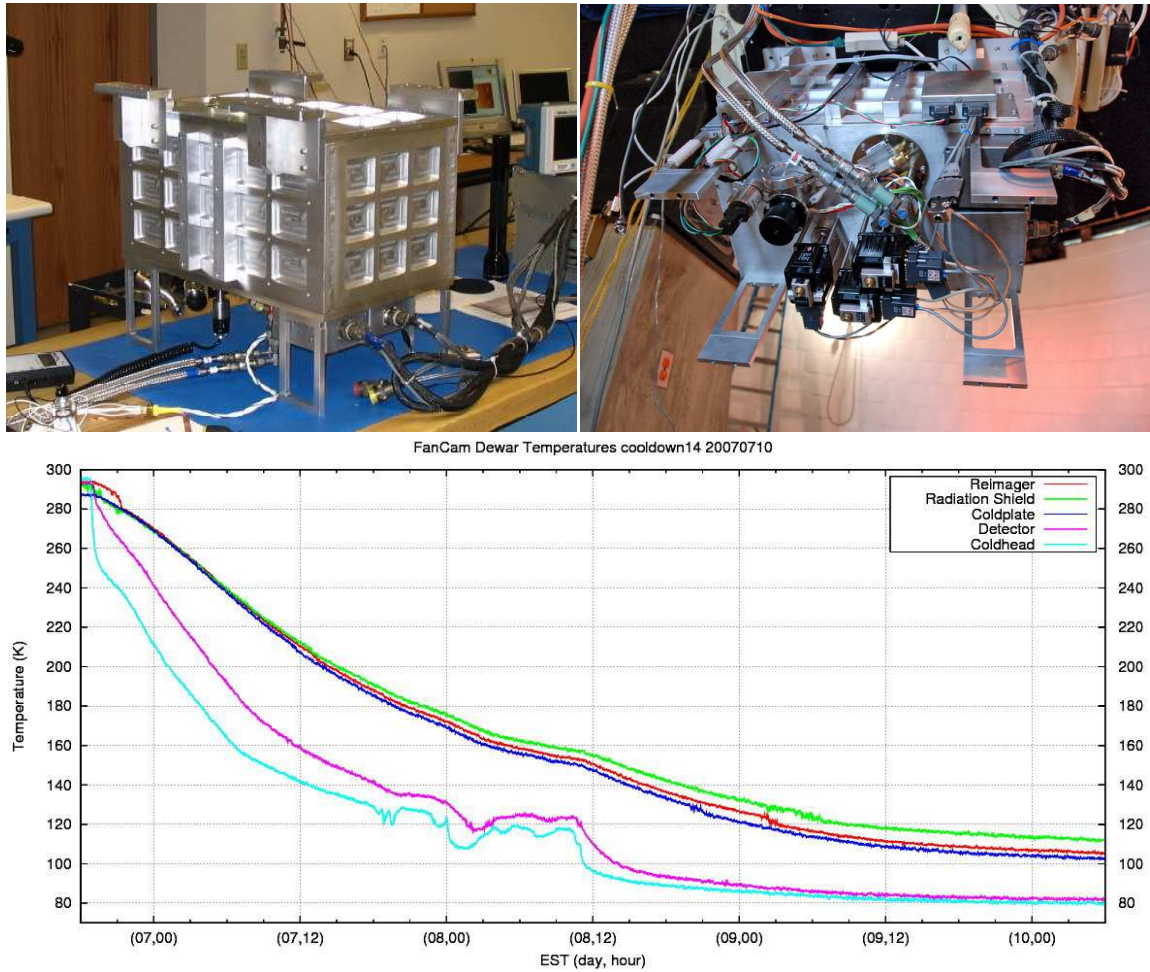 FanCam Dewar Temperatures cooldown14 20070710
300
280
260
240
220
200
180
160
140
120
100
80
Temperature (K)
Reimager
Radiation Shield
Coldplate
Detector
Coldhead
300
280
260
240
220
200
180
160
140
120
100
80
(07,00) (07,12) (08,00) (08,12) (09,00) (09,12) (10,00)
EST (day, hour)